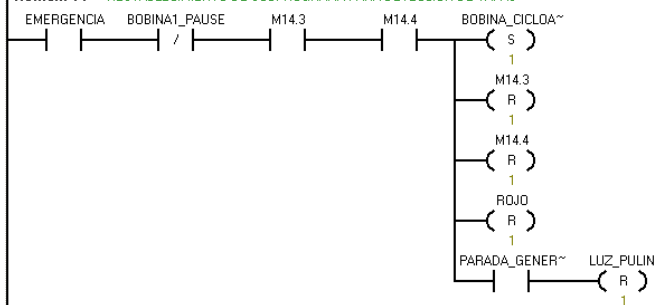 EMERGENCIA BOBINA1_PAUSE M14.3 M14.4 BOBINA_CICLOA~
/ S
1
M14.3
R
1
M14.4
R
1
ROJO
R
1
PARADA_GENER~ LUZ_PULIN
R
1